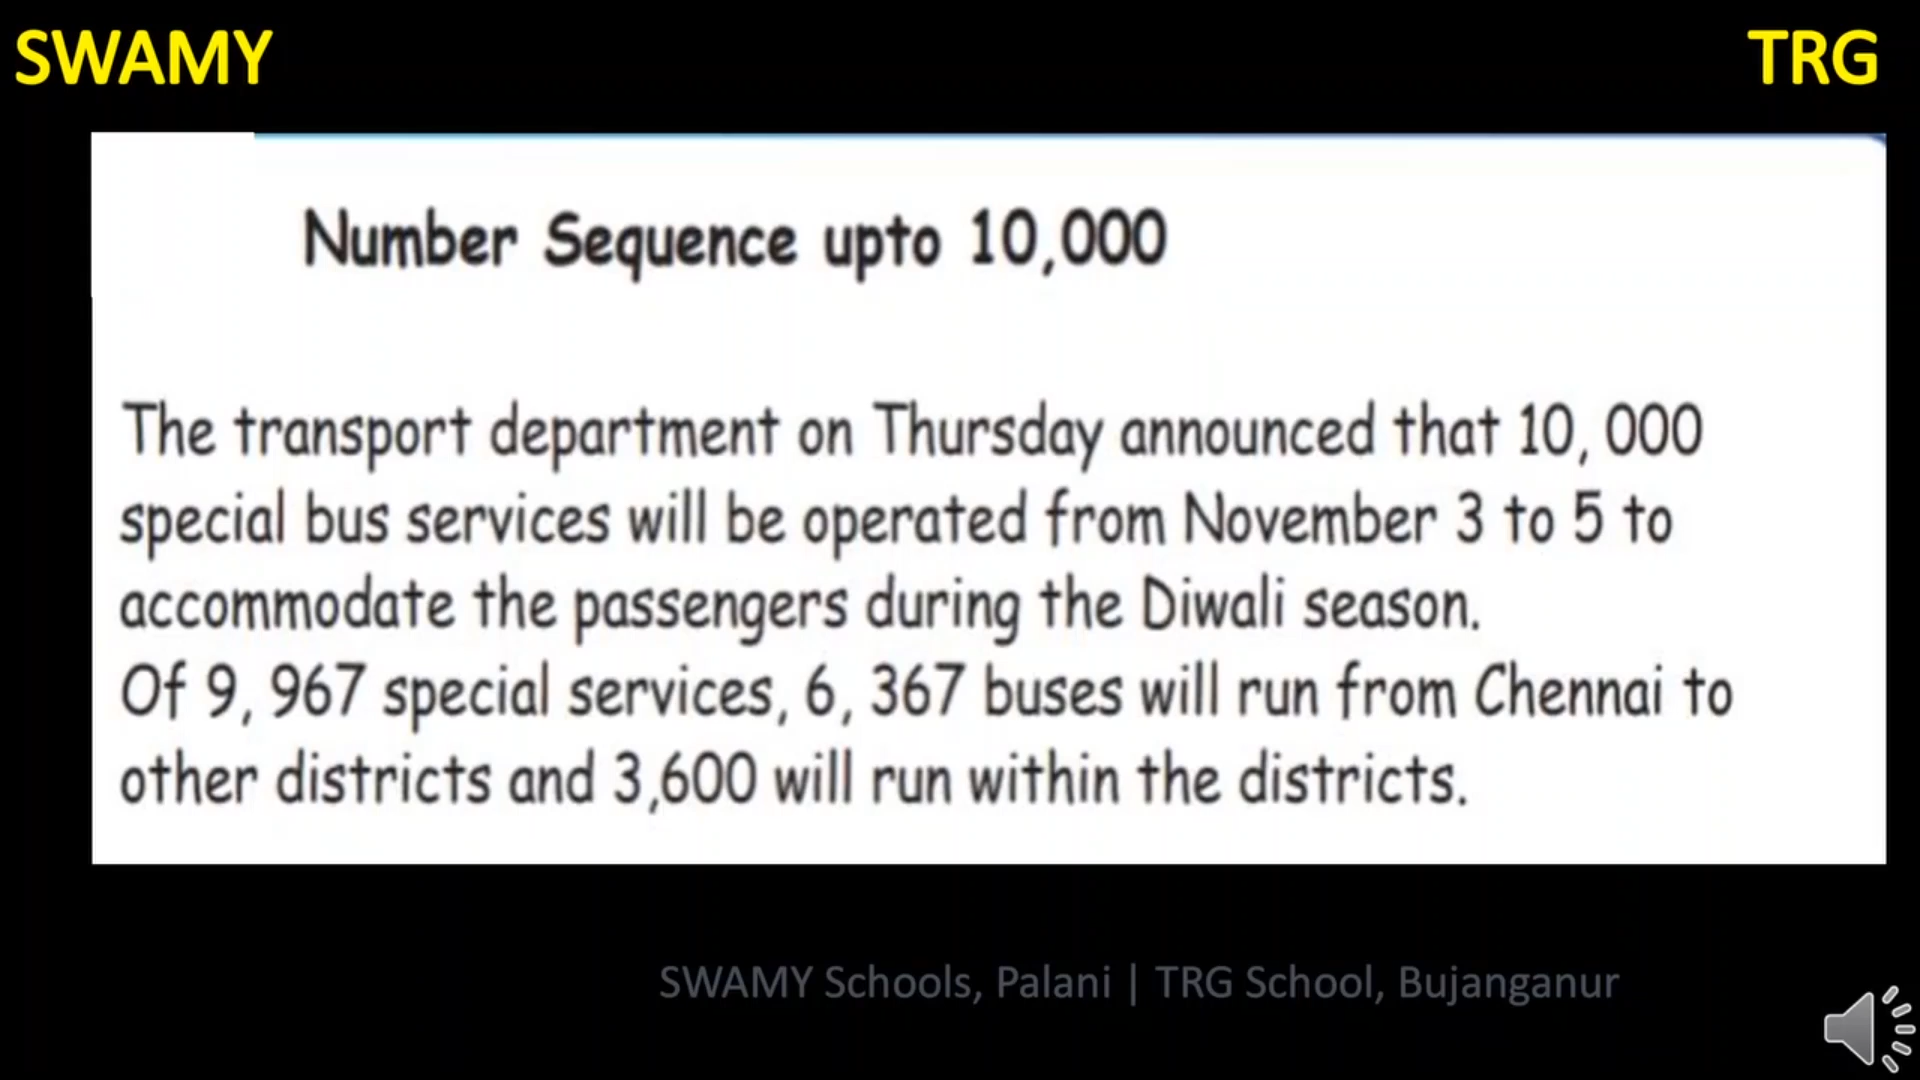 SWAMY
TRG
Number Sequence upto 10,000
The transport department on Thursday announced that 10, 000
special bus services will be operated from November 3 to 5 to
accommodate the passengers during the Diwali season.
Of 9, 967 special services, 6, 367 buses will run from Chennai to
other districts and 3,600 will run within the districts.
SWAMY Schools, Palani | TRG School, Bujanganur